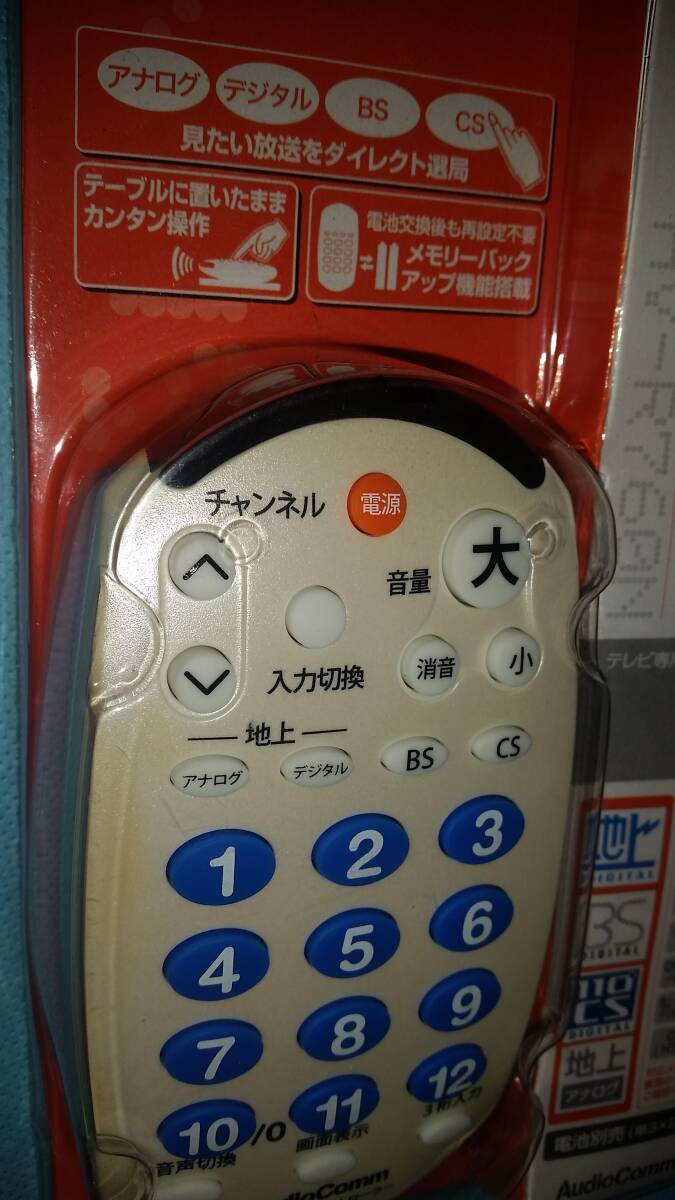 アナログ デジタル BS CS
見たい放送をダイレクト選局
テーブルに置いたまま
カンタン操作
電池交換後も再設定不要
メモリーバック
アップ機能搭載
チャンネル 電源
音量 大
入力切換 消音 小
地上
アナログ デジタル BS CS
1 2 3
4 5 6
7 8 9
10/0 11 12
音声切換 画面表示 3桁入力
AudioComm
テレビ専用
地上
DIGITAL
BS
DIGITAL
110
CS
DIGITAL
地上
アナログ
電池別売
AudioComm